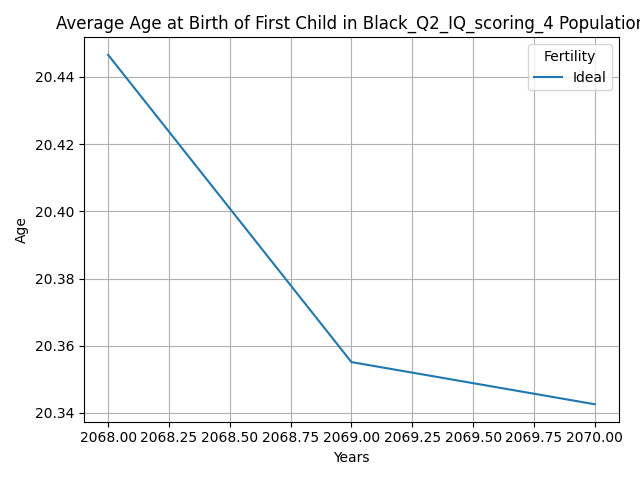 Average Age at Birth of First Child in Black_Q2_IQ_scoring_4 Population
Fertility
Ideal
20.44
20.42
20.40
20.38
20.36
20.34
Age
2068.00 2068.25 2068.50 2068.75 2069.00 2069.25 2069.50 2069.75 2070.00
Years